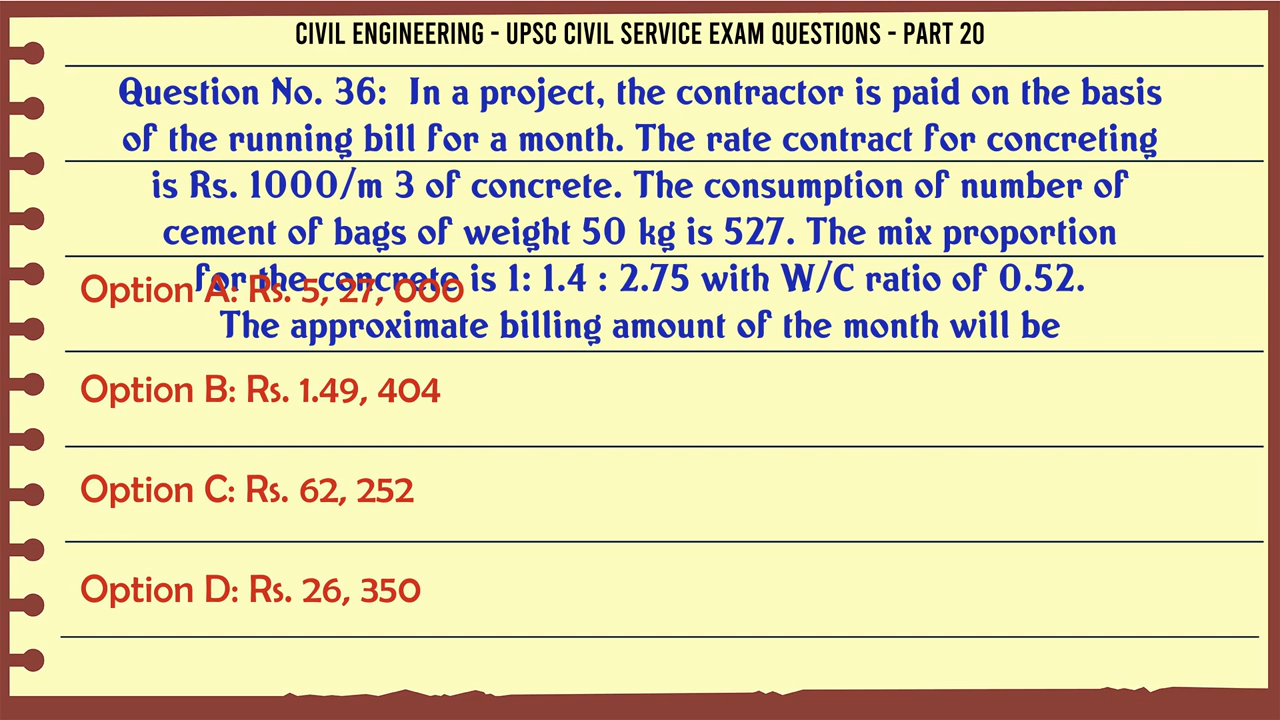 CIVIL ENGINEERING - UPSC CIVIL SERVICE EXAM QUESTIONS - PART 20
Question No. 36: In a project, the contractor is paid on the basis
of the running bill for a month. The rate contract for concreting
is Rs. 1000/m 3 of concrete. The consumption of number of
cement of bags of weight 50 kg is 527. The mix proportion
for the concrete is 1: 1.4 : 2.75 with W/C ratio of 0.52.
The approximate billing amount of the month will be
Option A: Rs. 5, 27, 000
Option B: Rs. 1.49, 404
Option C: Rs. 62, 252
Option D: Rs. 26, 350